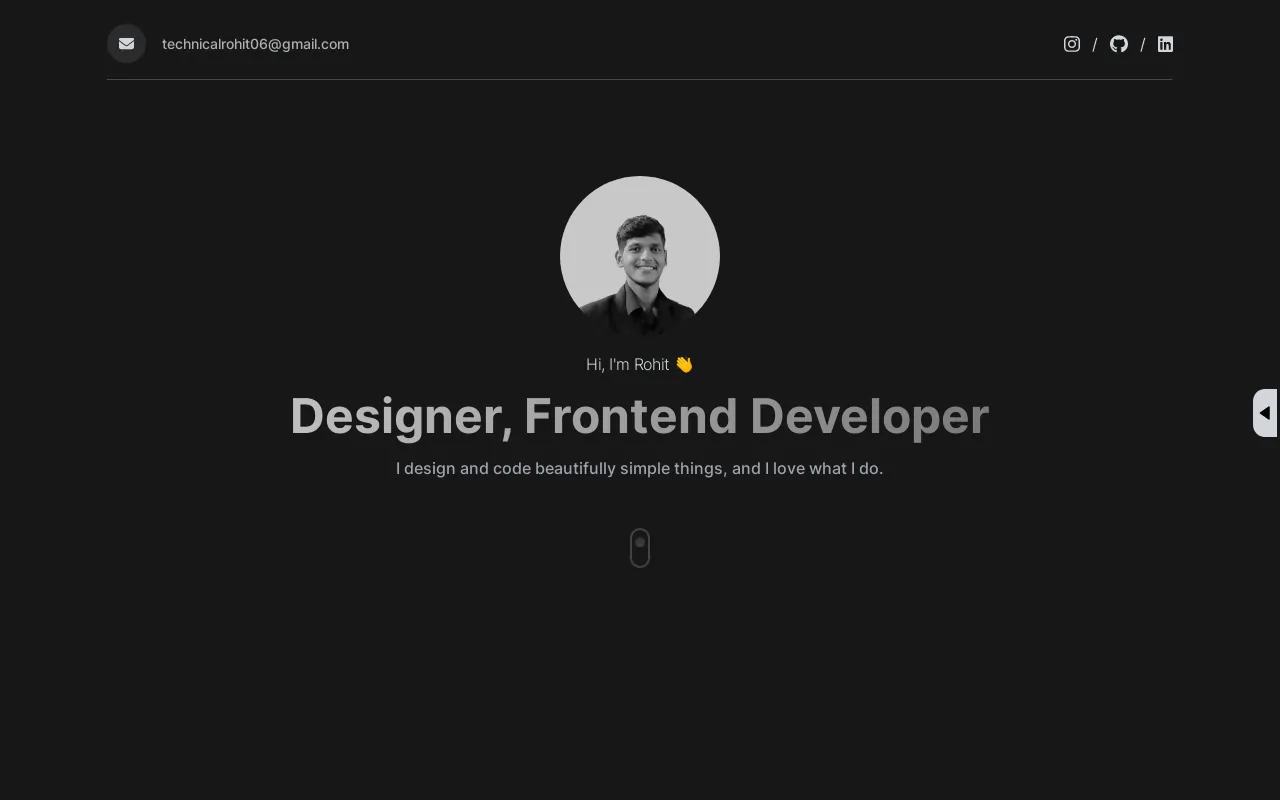 technicalrohit06@gmail.com
/ /
Hi, I'm Rohit 👋
Designer, Frontend Developer
I design and code beautifully simple things, and I love what I do.